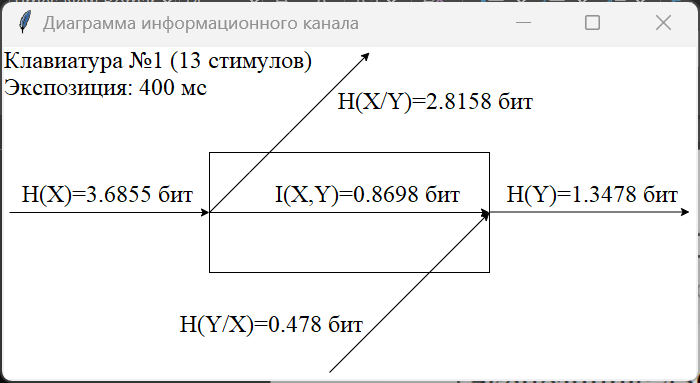 Диаграмма информационного канала
Клавиатура №1 (13 стимулов)
Экспозиция: 400 мс
H(X/Y)=2.8158 бит
H(X)=3.6855 бит
I(X,Y)=0.8698 бит
H(Y)=1.3478 бит
H(Y/X)=0.478 бит